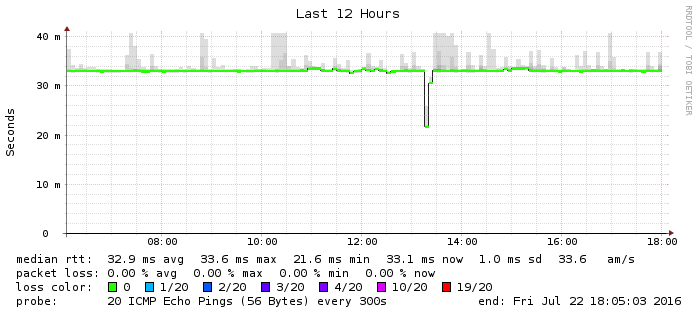 Last 12 Hours
RRDTOOL / TOBI OETIKER
Seconds
40 m
30 m
20 m
10 m
0
08:00 10:00 12:00 14:00 16:00 18:00
median rtt: 32.9 ms avg 33.6 ms max 21.6 ms min 33.1 ms now 1.0 ms sd 33.6 am/s
packet loss: 0.00 % avg 0.00 % max 0.00 % min 0.00 % now
loss color: 0 1/20 2/20 3/20 4/20 10/20 19/20
probe: 20 ICMP Echo Pings (56 Bytes) every 300s end: Fri Jul 22 18:05:03 2016